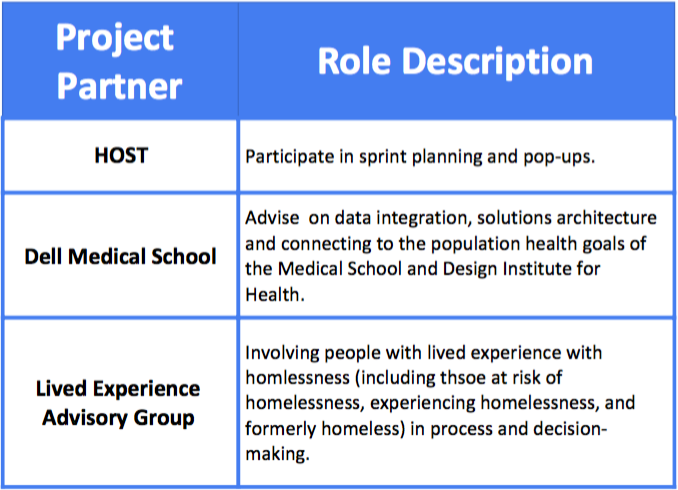 Project
Partner
Role Description
HOST
Participate in sprint planning and pop-ups.
Dell Medical School
Advise on data integration, solutions architecture
and connecting to the population health goals of
the Medical School and Design Institute for
Health.
Lived Experience
Advisory Group
Involving people with lived experience with
homlessness (including thsoe at risk of
homelessness, experiencing homelessness, and
formerly homeless) in process and decision-
making.